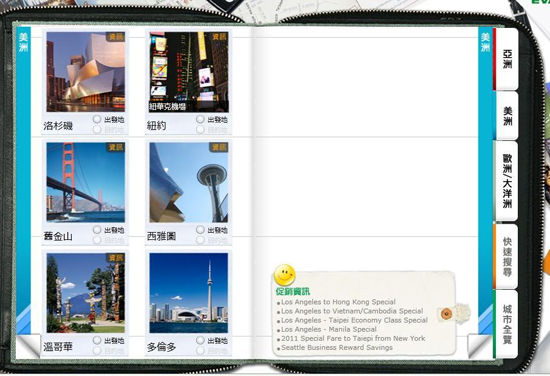 EVA
美洲
資訊
洛杉磯
出發地
目的地
資訊
紐華克機場
紐約
出發地
目的地
資訊
舊金山
出發地
目的地
資訊
西雅圖
出發地
目的地
資訊
溫哥華
出發地
目的地
多倫多
出發地
目的地
促銷資訊
Los Angeles to Hong Kong Special
Los Angeles to Vietnam/Cambodia Special
Los Angeles - Taipei Economy Class Special
Los Angeles - Manila Special
2011 Special Fare to Taiepi from New York
Seattle Business Reward Savings
美洲
亞洲
美洲
歐洲/大洋洲
快速搜尋
城市全覽